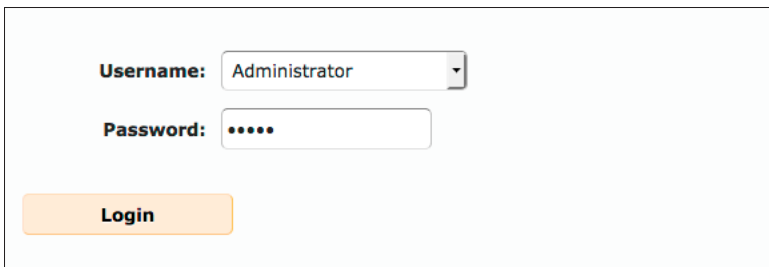 Username: Administrator
Password: •••••
Login